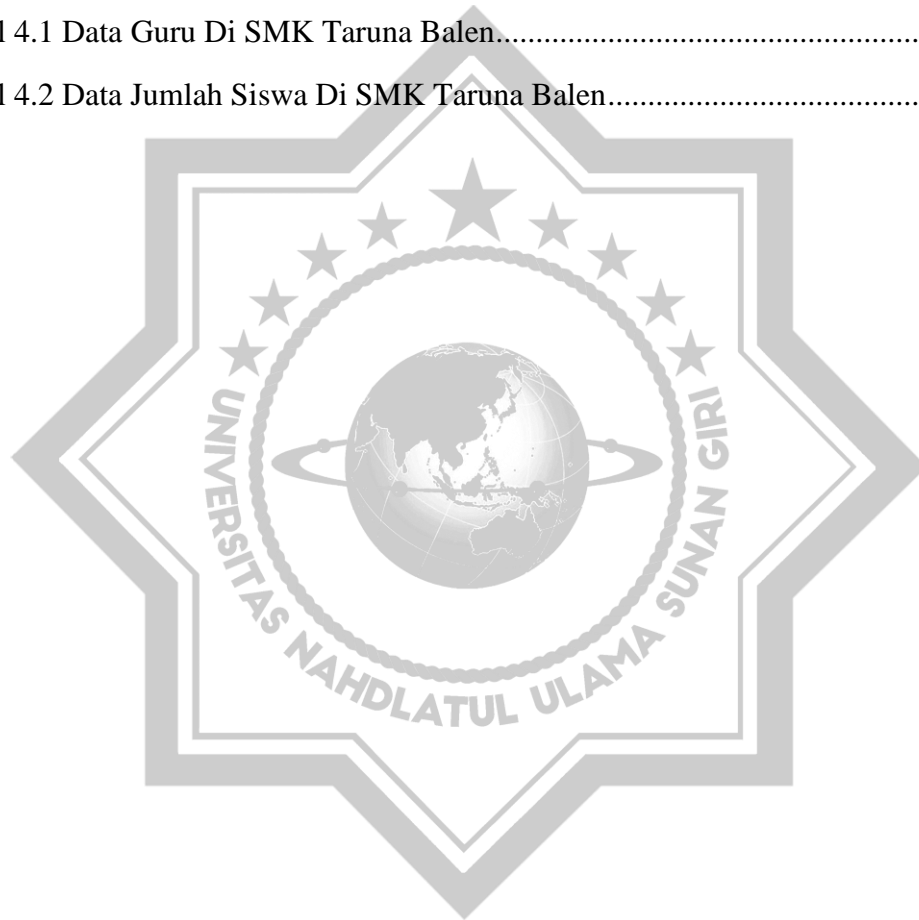 l 4.1 Data Guru Di SMK Taruna Balen.....................................................
l 4.2 Data Jumlah Siswa Di SMK Taruna Balen.......................................
UNIVERSITAS NAHDLATUL ULAMA SUNAN GIRI